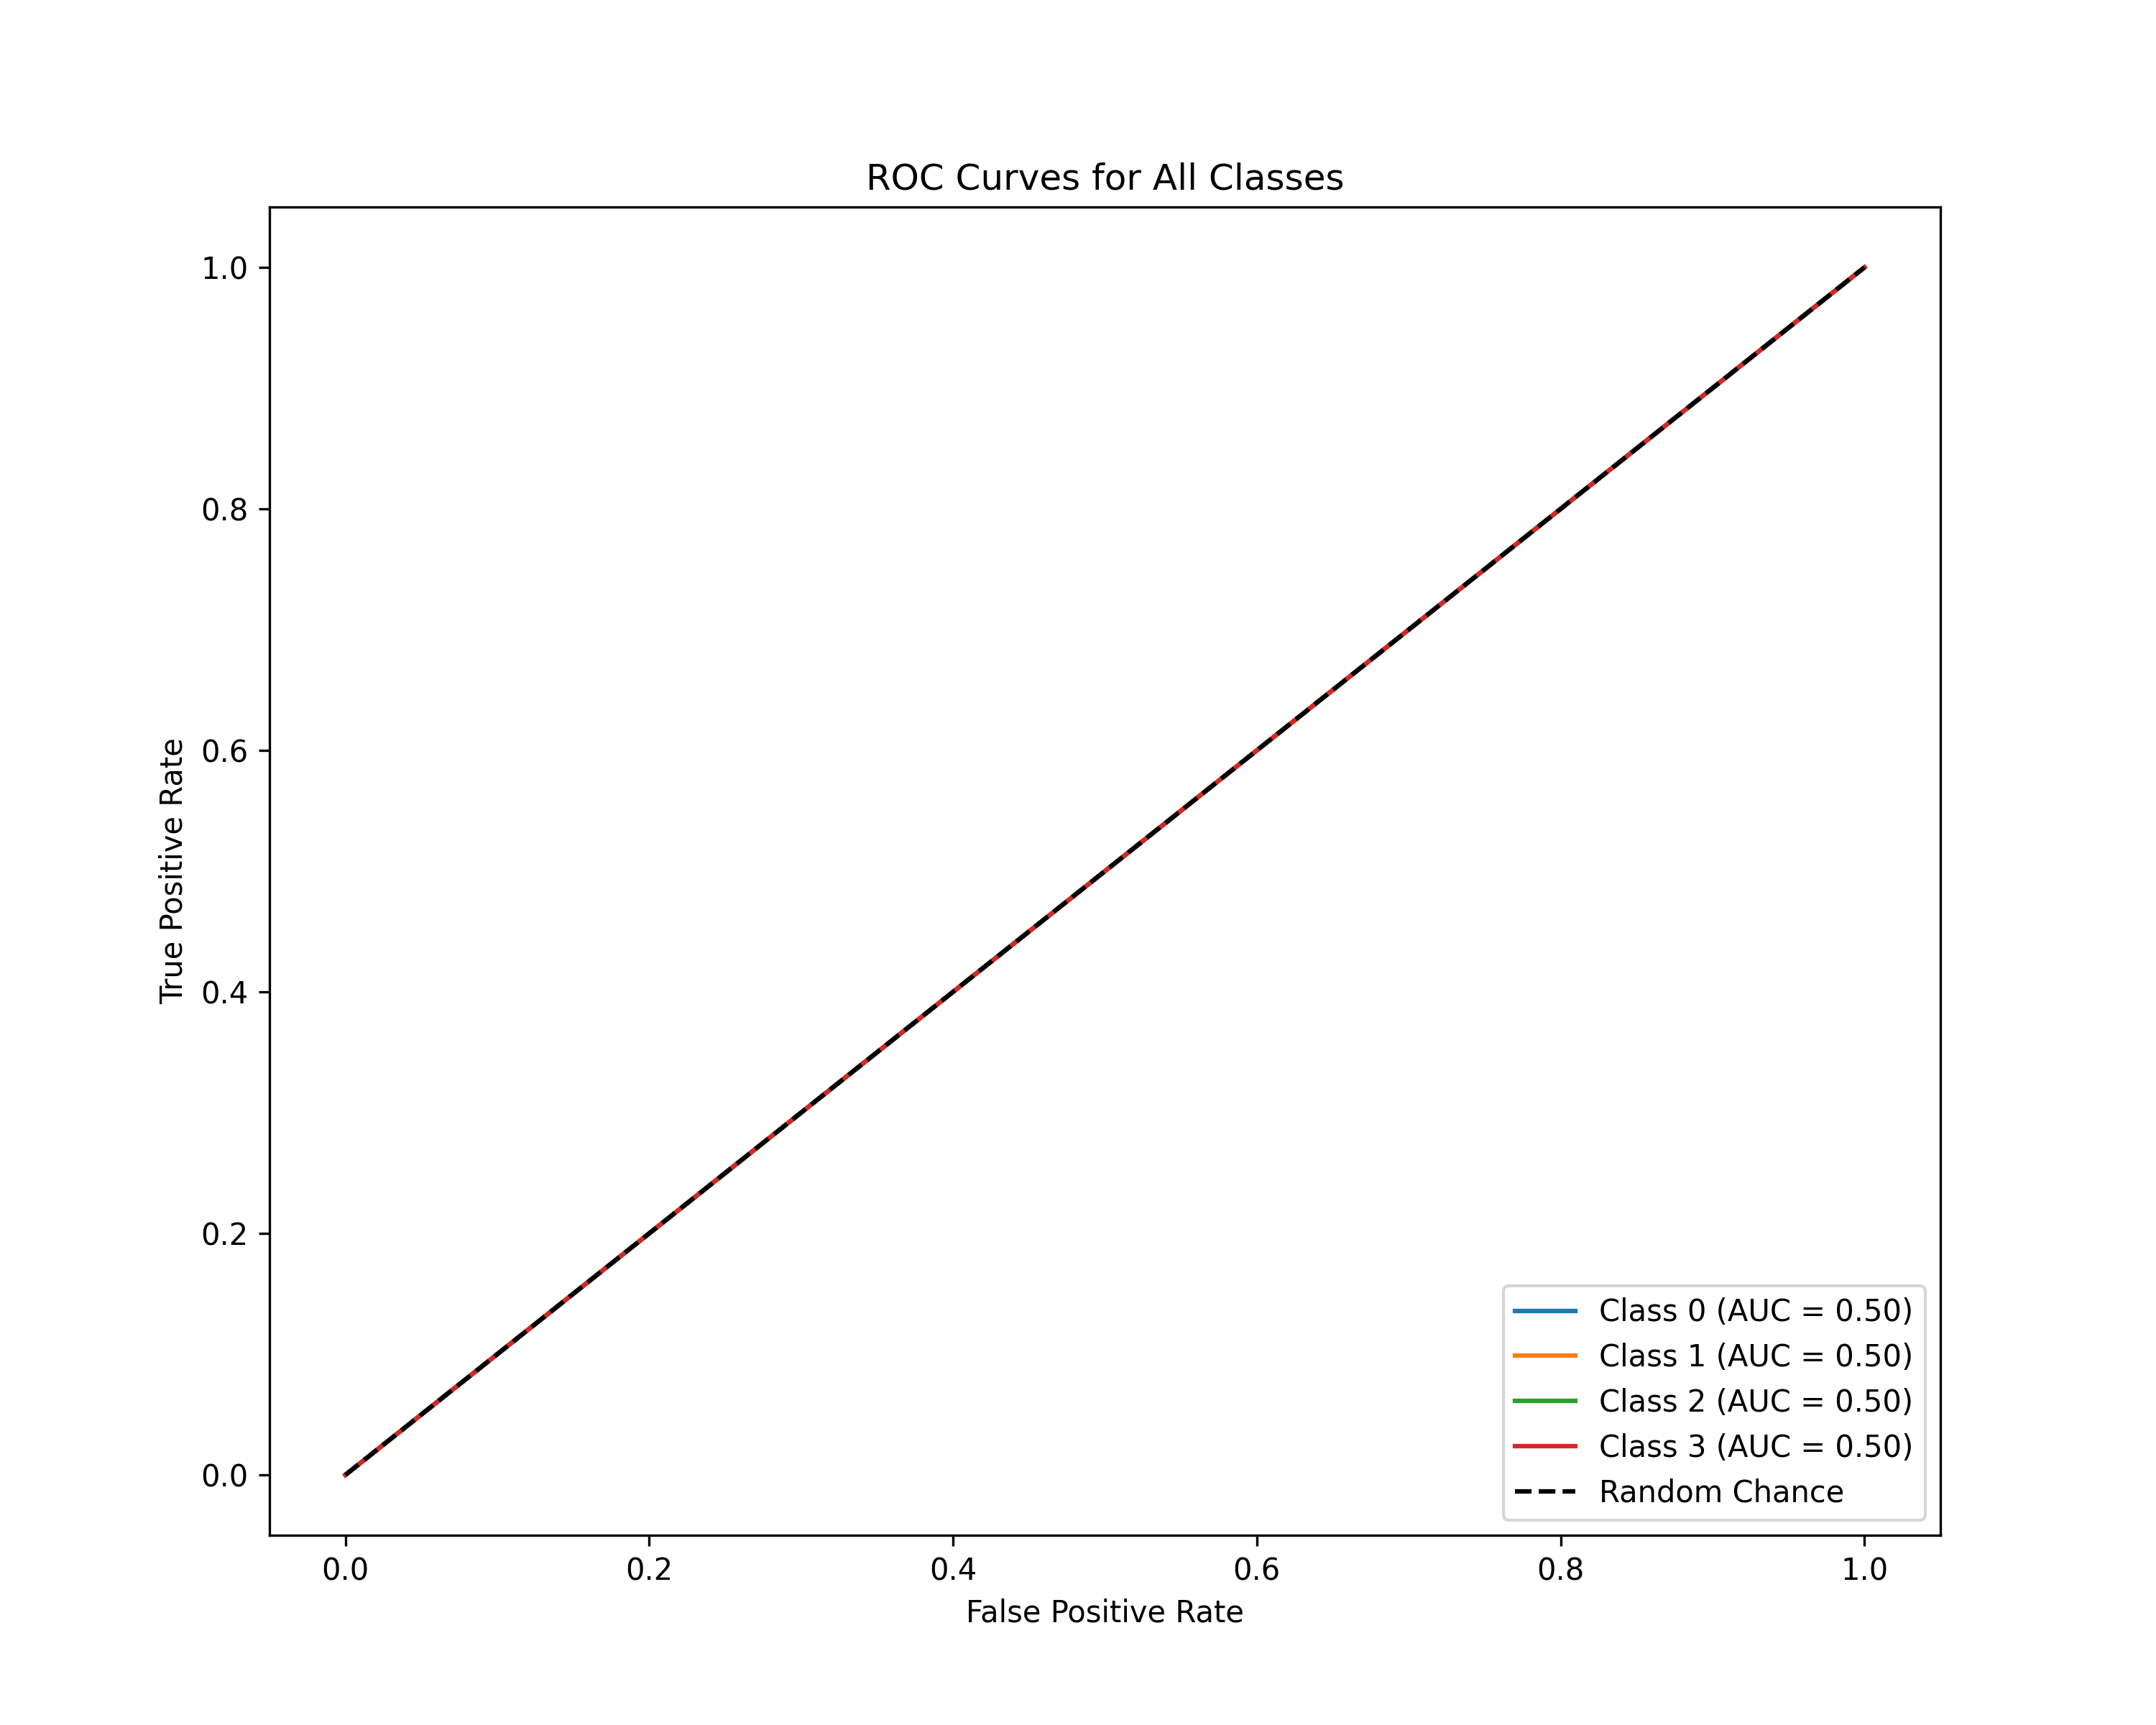 ROC Curves for All Classes
True Positive Rate
1.0
0.8
0.6
0.4
0.2
0.0
Class 0 (AUC = 0.50)
Class 1 (AUC = 0.50)
Class 2 (AUC = 0.50)
Class 3 (AUC = 0.50)
Random Chance
0.0 0.2 0.4 0.6 0.8 1.0
False Positive Rate